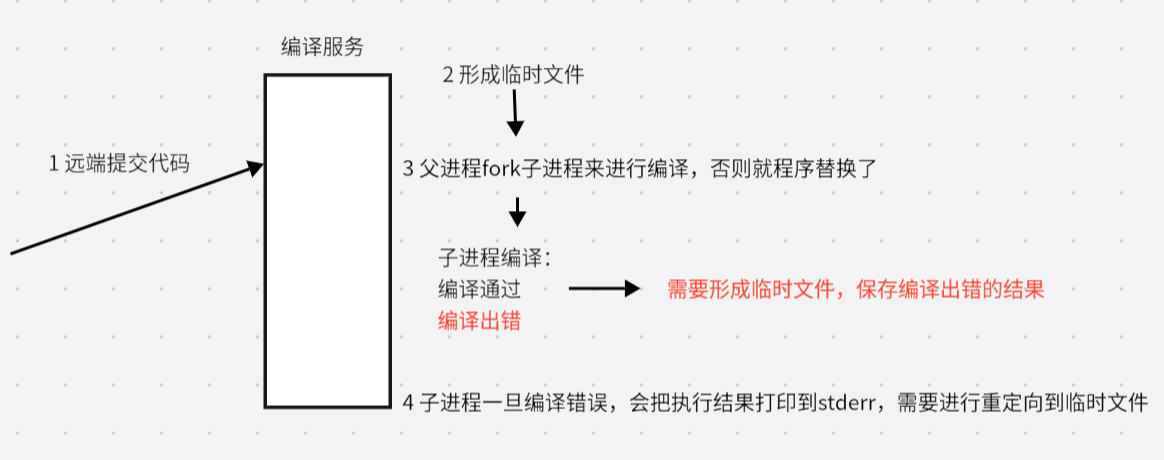 编译服务
2 形成临时文件
1 远端提交代码
3 父进程fork子进程来进行编译，否则就程序替换了
子进程编译：
编译通过
需要形成临时文件，保存编译出错的结果
编译出错
4 子进程一旦编译错误，会把执行结果打印到stderr，需要进行重定向到临时文件